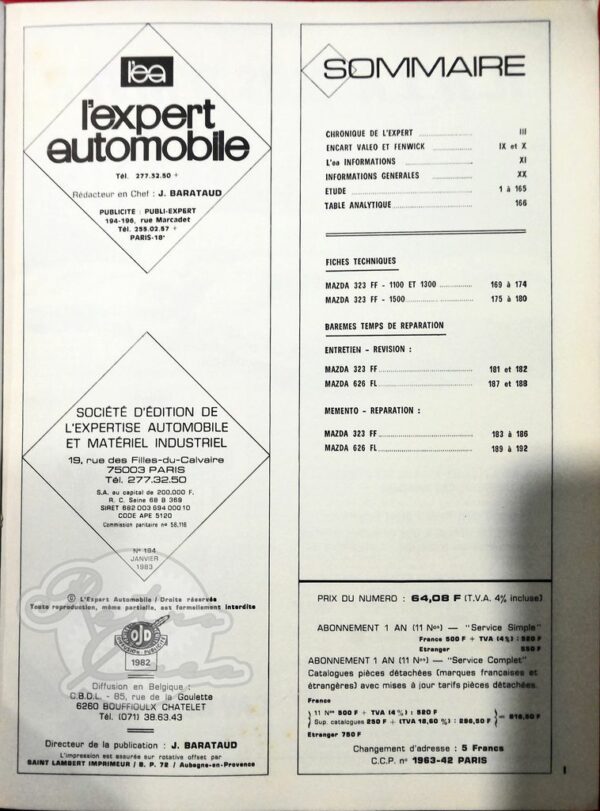 l'ea
l'expert
automobile
Tél. 277.32.50 +
Rédacteur en Chef : J. BARATAUD
PUBLICITE : PUBLI-EXPERT
194-196, rue Marcadet
Tél. 255.02.57 +
PARIS-18e
SOCIÉTÉ D'ÉDITION DE
L'EXPERTISE AUTOMOBILE
ET MATÉRIEL INDUSTRIEL
19, rue des Filles-du-Calvaire
75003 PARIS
Tél. 277.32.50
S.A. au capital de 200.000 F.
R. C. Seine 68 B 369
SIRET 682 003 694 000 10
CODE APE 5120
Commission paritaire n° 58,116
N° 184
JANVIER
1983
© L'Expert Automobile / Droits réservés
Toute reproduction, même partielle, est formellement interdite
OJD
DIFFUSION
1982
Diffusion en Belgique :
C.B.D.L. - 85, rue de la Goulette
6260 BOUFFIOULX CHATELET
Tél. (071) 38.63.43
Directeur de la publication : J. BARATAUD
L'impression est assurée sur rotative offset par
SAINT LAMBERT IMPRIMEUR / B. P. 72 / Aubagne-en-Provence
SOMMAIRE
CHRONIQUE DE L'EXPERT ................ III
ENCART VALEO ET FENWICK ................ IX et X
L'ea INFORMATIONS ................ XI
INFORMATIONS GENERALES ................ XX
ETUDE ................ 1 à 165
TABLE ANALYTIQUE ................ 166
FICHES TECHNIQUES
MAZDA 323 FF - 1100 ET 1300 ............ 169 à 174
MAZDA 323 FF - 1500 ................ 175 à 180
BAREMES TEMPS DE REPARATION
ENTRETIEN - REVISION :
MAZDA 323 FF ................ 181 et 182
MAZDA 626 FL ................ 187 et 188
MEMENTO - REPARATION :
MAZDA 323 FF ................ 183 à 186
MAZDA 626 FL ................ 189 à 192
PRIX DU NUMERO : 64,08 F (T.V.A. 4% incluse)
ABONNEMENT 1 AN (11 Nos) — "Service Simple"
France 500 F + TVA (4%) : 520 F
Etranger 550 F
ABONNEMENT 1 AN (11 Nos) — "Service Complet"
Catalogues pièces détachées (marques françaises et
étrangères) avec mises à jour tarifs pièces détachées.
France
11 Nos 500 F + TVA (4%) : 520 F
Sup. catalogues 250 F + (TVA 18,60 %) : 296,50 F = 816,50 F
Etranger 750 F
Changement d'adresse : 5 Francs
C.C.P. n° 1963-42 PARIS
I